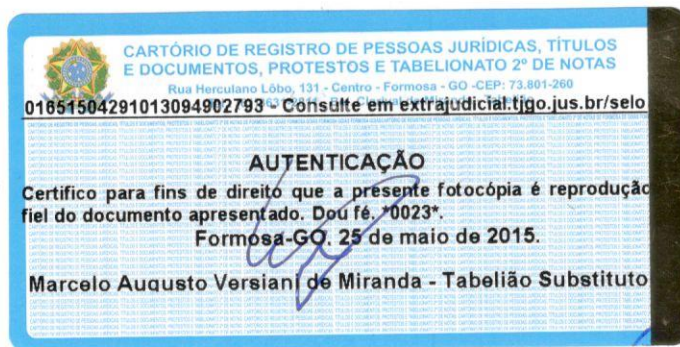 CARTÓRIO DE REGISTRO DE PESSOAS JURÍDICAS, TÍTULOS
E DOCUMENTOS, PROTESTOS E TABELIONATO 2º DE NOTAS
Rua Herculano Lôbo, 131 - Centro - Formosa - GO -CEP: 73.801-260
01651504291013094902793 - Consulte em extrajudicial.tjgo.jus.br/selo
AUTENTICAÇÃO
Certifico para fins de direito que a presente fotocópia é reprodução
fiel do documento apresentado. Dou fé. *0023*.
Formosa-GO, 25 de maio de 2015.
Marcelo Augusto Versiani de Miranda - Tabelião Substituto